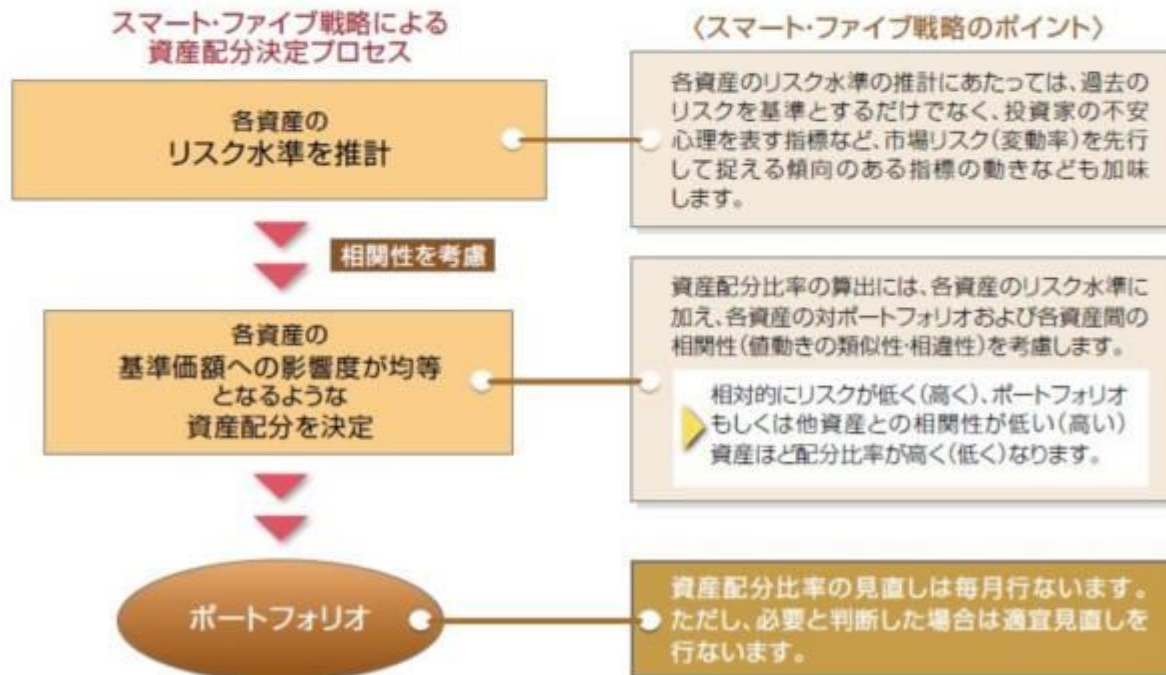 スマート・ファイブ戦略による
資産配分決定プロセス
〈スマート・ファイブ戦略のポイント〉
各資産の
リスク水準を推計
各資産のリスク水準の推計にあたっては、過去の
リスクを基準とするだけでなく、投資家の不安
心理を表す指標など、市場リスク(変動率)を先行
して捉える傾向のある指標の動きなども加味
します。
相関性を考慮
各資産の
基準価額への影響度が均等
となるような
資産配分を決定
資産配分比率の算出には、各資産のリスク水準に
加え、各資産の対ポートフォリオおよび各資産間の
相関性(値動きの類似性・相違性)を考慮します。
相対的にリスクが低く(高く)、ポートフォリオ
もしくは他資産との相関性が低い(高い)
資産ほど配分比率が高く(低く)なります。
ポートフォリオ
資産配分比率の見直しは毎月行ないます。
ただし、必要と判断した場合は適宜見直しを
行ないます。